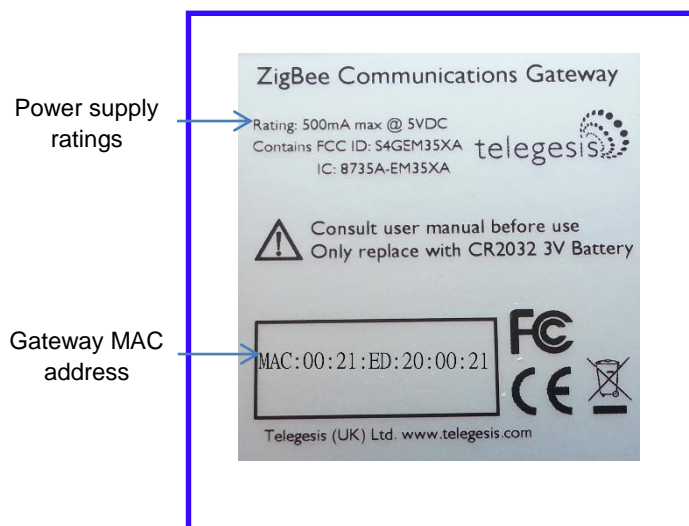 ZigBee Communications Gateway
Power supply
ratings
Rating: 500mA max @ 5VDC
Contains FCC ID: S4GEM35XA
IC: 8735A-EM35XA
telegesis
Consult user manual before use
Only replace with CR2032 3V Battery
Gateway MAC
address
MAC:00:21:ED:20:00:21
FC
CE
Telegesis (UK) Ltd. www.telegesis.com